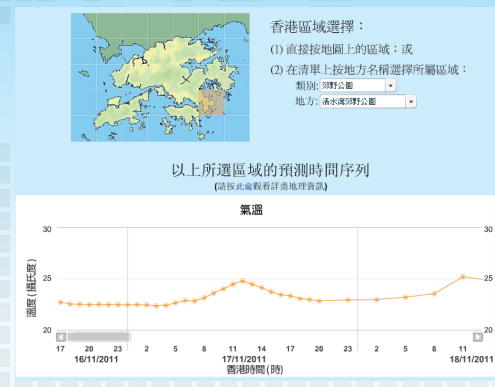 香港區域選擇：
(1) 直接按地圖上的區域；或
(2) 在清單上按地方名稱選擇所屬區域：
類別: 郊野公園
地方: 清水灣郊野公園
以上所選區域的預測時間序列
(請按此處觀看詳盡地理資訊)
氣溫
溫度 (攝氏度)
30 30
25 25
20 20
17 20 23 2 5 8 11 14 17 20 23 2 5 8 11
16/11/2011 17/11/2011 18/11/2011
香港時間 (時)